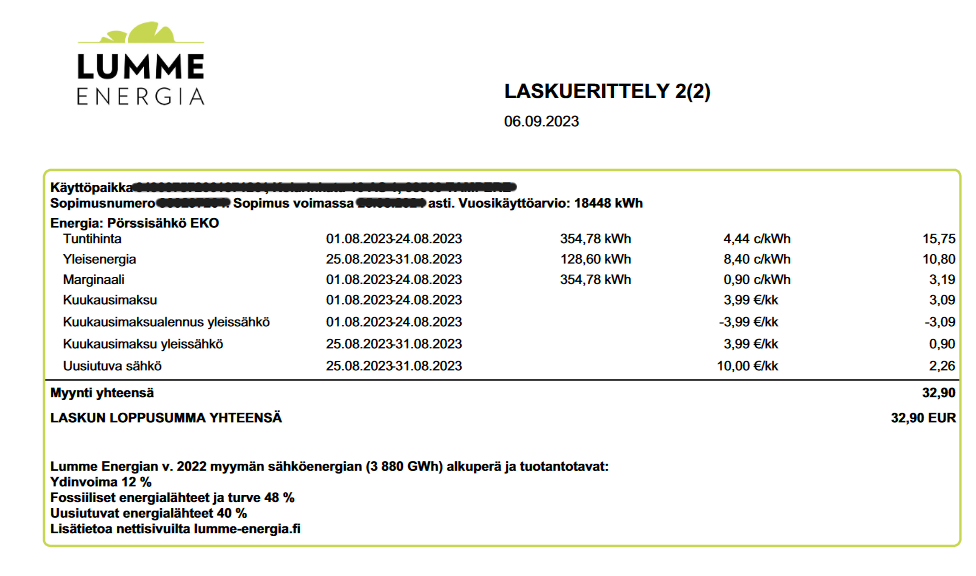 LUMME
ENERGIA
LASKUERITTELY 2(2)
06.09.2023
Käyttöpaikka
Sopimusnumero Sopimus voimassa asti. Vuosikäyttöarvio: 18448 kWh
Energia: Pörssisähkö EKO
Tuntihinta 01.08.2023-24.08.2023 354,78 kWh 4,44 c/kWh 15,75
Yleisenergia 25.08.2023-31.08.2023 128,60 kWh 8,40 c/kWh 10,80
Marginaali 01.08.2023-24.08.2023 354,78 kWh 0,90 c/kWh 3,19
Kuukausimaksu 01.08.2023-24.08.2023 3,99 €/kk 3,09
Kuukausimaksualennus yleissähkö 01.08.2023-24.08.2023 -3,99 €/kk -3,09
Kuukausimaksu yleissähkö 25.08.2023-31.08.2023 3,99 €/kk 0,90
Uusiutuva sähkö 25.08.2023-31.08.2023 10,00 €/kk 2,26
Myynti yhteensä 32,90
LASKUN LOPPUSUMMA YHTEENSÄ 32,90 EUR
Lumme Energian v. 2022 myymän sähköenergian (3 880 GWh) alkuperä ja tuotantotavat:
Ydinvoima 12 %
Fossiiliset energialähteet ja turve 48 %
Uusiutuvat energialähteet 40 %
Lisätietoa nettisivuilta lumme-energia.fi